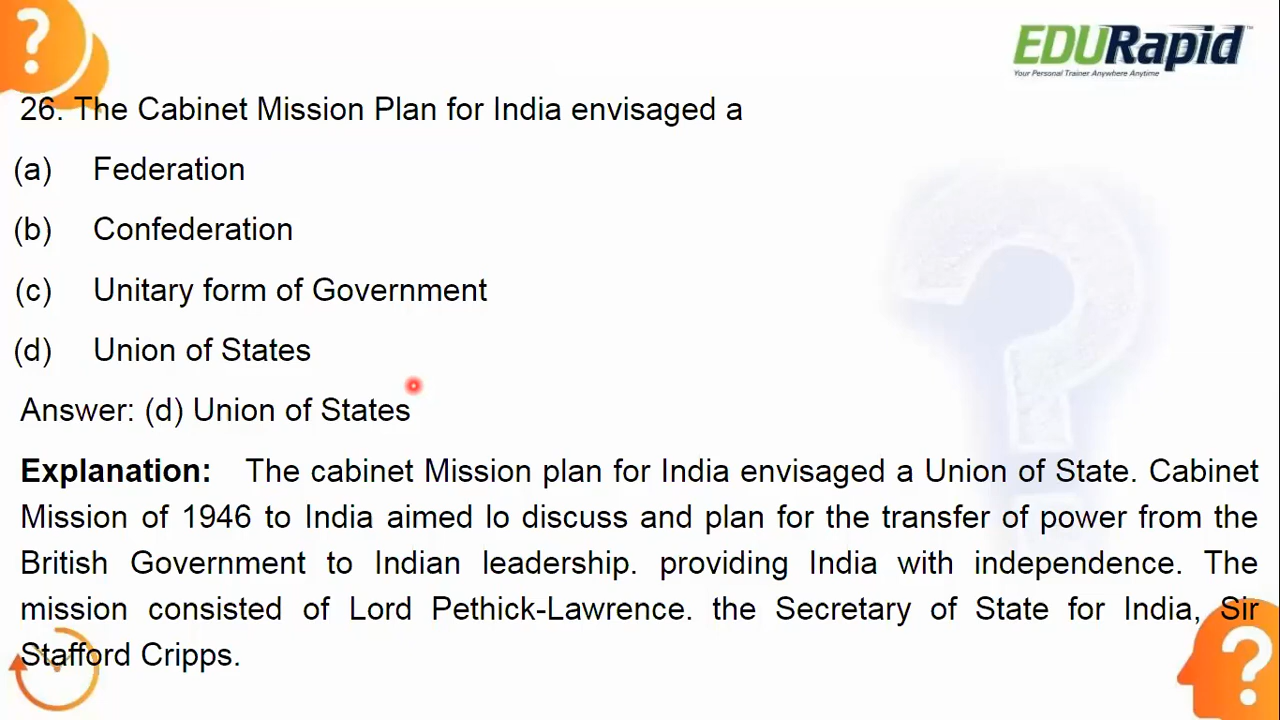 EDURapid™
Your Personal Trainer Anywhere Anytime
26. The Cabinet Mission Plan for India envisaged a
(a) Federation
(b) Confederation
(c) Unitary form of Government
(d) Union of States
Answer: (d) Union of States
Explanation: The cabinet Mission plan for India envisaged a Union of State. Cabinet
Mission of 1946 to India aimed lo discuss and plan for the transfer of power from the
British Government to Indian leadership. providing India with independence. The
mission consisted of Lord Pethick-Lawrence. the Secretary of State for India, Sir
Stafford Cripps.